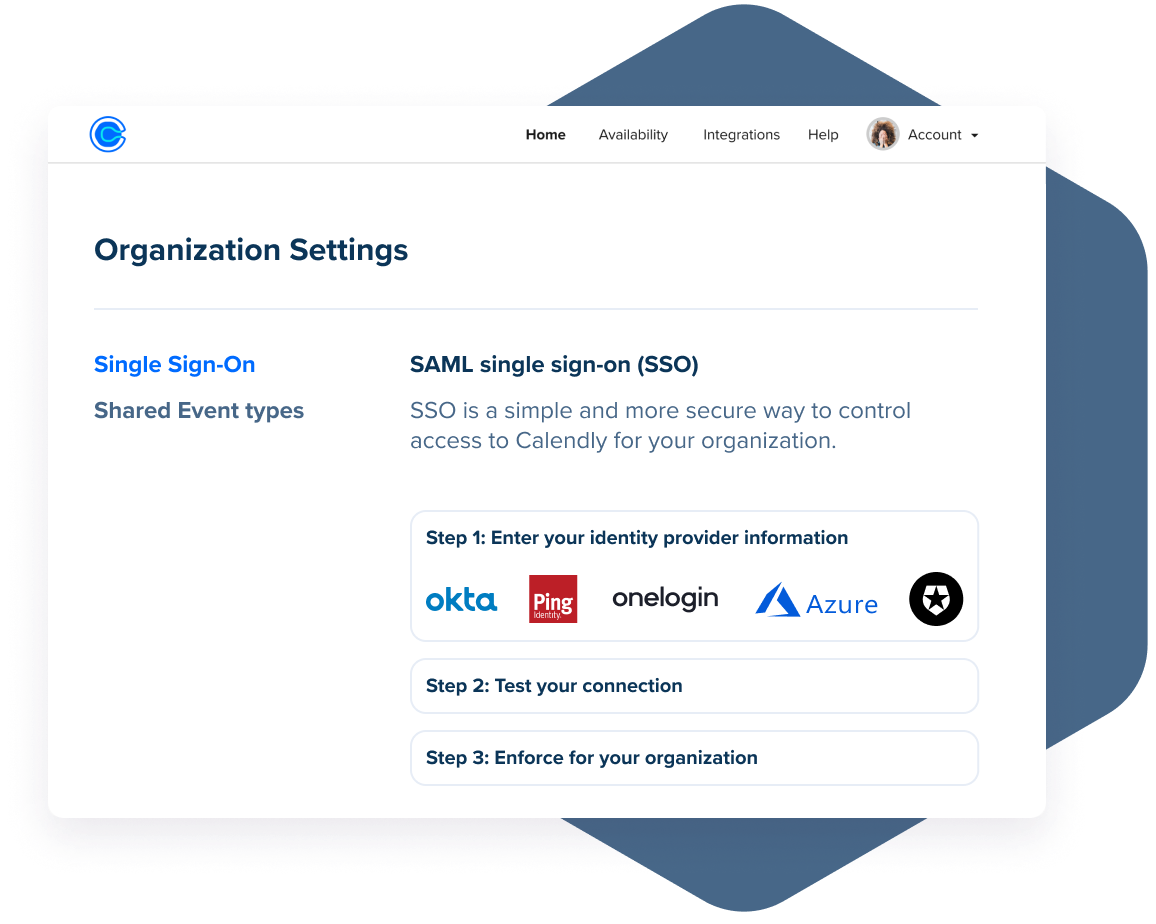 Home Availability Integrations Help Account
Organization Settings
Single Sign-On
Shared Event types
SAML single sign-on (SSO)
SSO is a simple and more secure way to control
access to Calendly for your organization.
Step 1: Enter your identity provider information
okta
Ping
Identity.
onelogin
Azure
Step 2: Test your connection
Step 3: Enforce for your organization